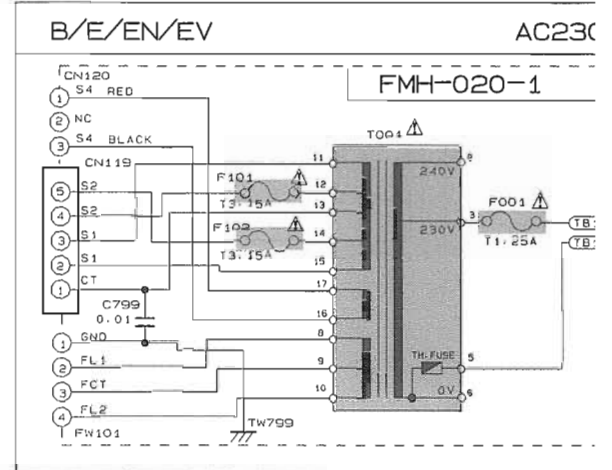 B/E/EN/EV
AC230
FMH-020-1
CN120
1 S4 RED
2 NC
3 S4 BLACK
CN119
5 S2
4 S2
3 S1
2 S1
1 CT
C799
0.01
1 GND
2 FL1
3 FCT
4 FL2
FW101
TW799
F101
T3.15A
F102
T3.15A
11
12
13
14
15
17
16
8
9
10
T001
240V
230V
TH.FUSE
0V
3
5
6
F001
T1.25A
TB
TB